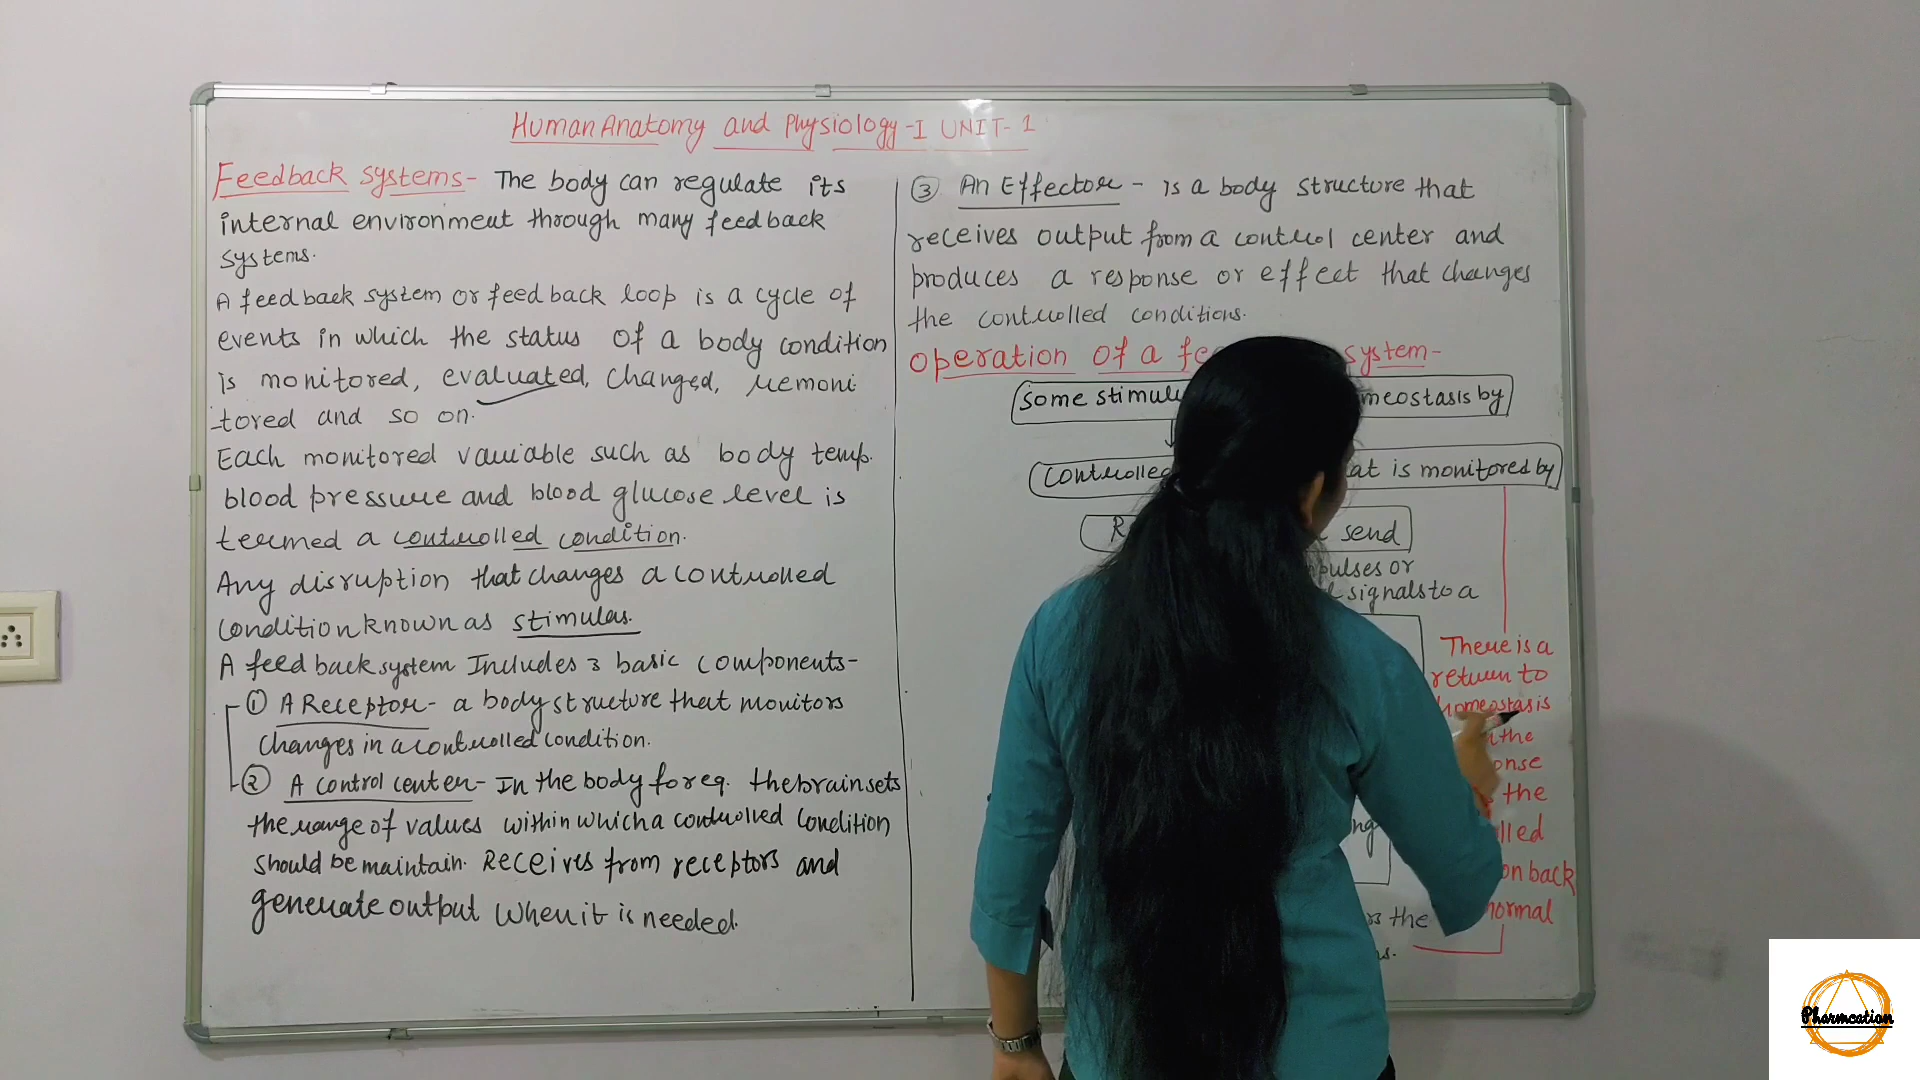 Human Anatomy and Physiology-I UNIT-1
Feedback systems- The body can regulate its
internal environment through many feedback
systems.
A feedback system or feedback loop is a cycle of
events in which the status of a body condition
is monitored, evaluated, changed, remoni
tored and so on.
Each monitored variable such as body temp.
blood pressure and blood glucose level is
termed a controlled condition.
Any disruption that changes a controlled
condition known as stimulas.
A feedback system Includes 3 basic components-
① A Receptor- a body structure that monitors
changes in a controlled condition.
② A control center- In the body for eg. the brain sets
the range of values within which a controlled condition
should be maintain. Receives from receptors and
generate output when it is needed.
③ An Effector - is a body structure that
receives output from a control center and
produces a response or effect that changes
the controlled conditions.
Operation of a system-
some by
controlled is monitored by
send
or
signals to a
There is a
return to
homeostasis
the
the
back
the normal
Pharmcation